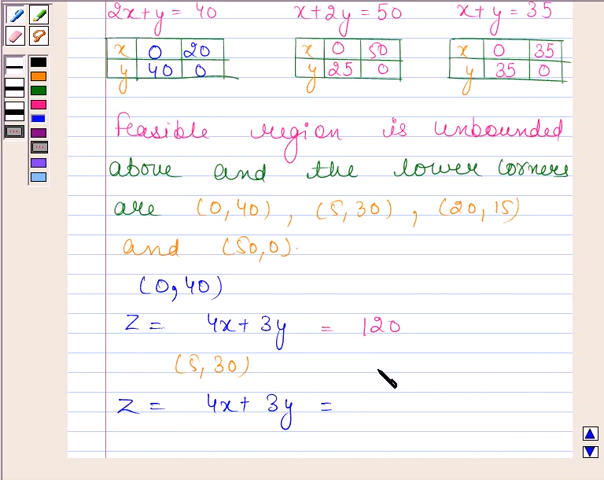 2x+y = 40 x+2y = 50 x+y = 35
x 0 20 x 0 50 x 0 35
y 40 0 y 25 0 y 35 0
Feasible region is unbounded
above and the lower corners
are (0,40) , (5,30) , (20,15)
and (50,0).
(0,40)
Z = 4x+3y = 120
(5,30)
Z = 4x+3y =